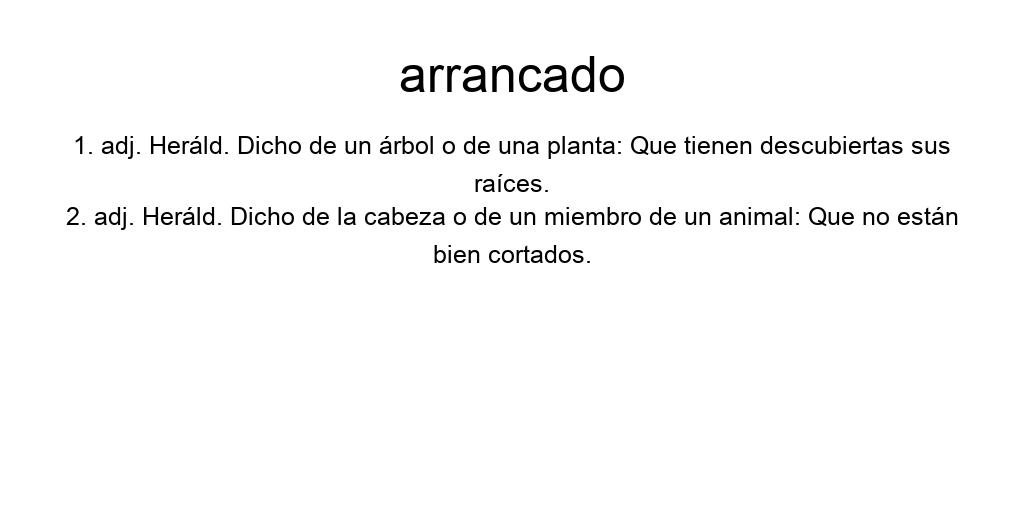 arrancado
1. adj. Heráld. Dicho de un árbol o de una planta: Que tienen descubiertas sus
raíces.
2. adj. Heráld. Dicho de la cabeza o de un miembro de un animal: Que no están
bien cortados.